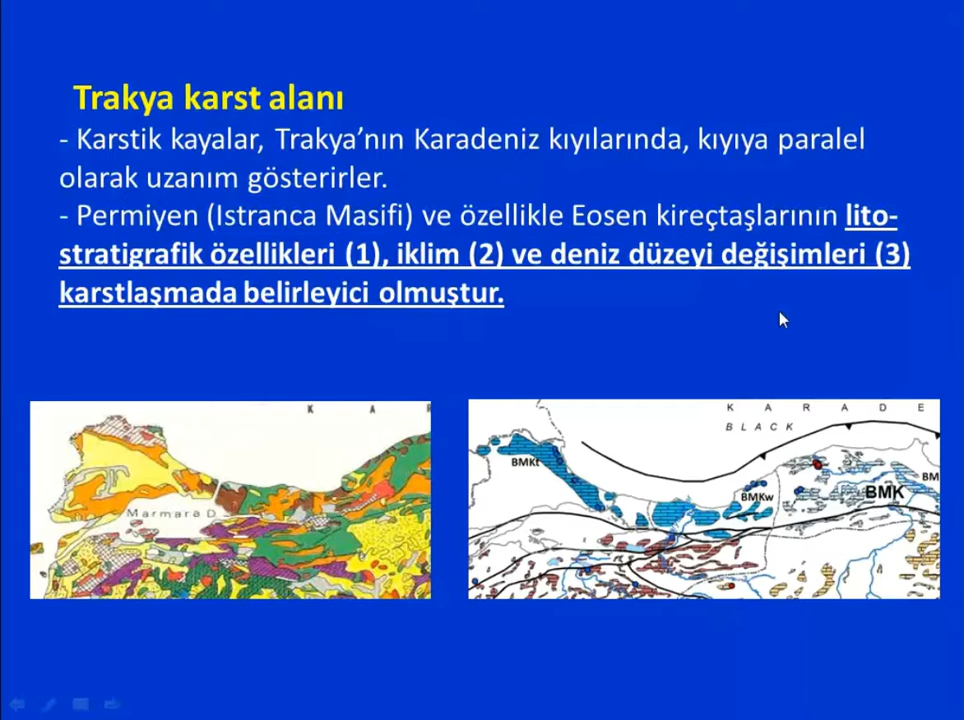 Trakya karst alanı
- Karstik kayalar, Trakya’nın Karadeniz kıyılarında, kıyıya paralel
olarak uzanım gösterirler.
- Permiyen (Istranca Masifi) ve özellikle Eosen kireçtaşlarının lito-
stratigrafik özellikleri (1), iklim (2) ve deniz düzeyi değişimleri (3)
karstlaşmada belirleyici olmuştur.
K A R
Marmara D
K A R A D E
B L A C K
BMKt
BMKw
BMK
BM